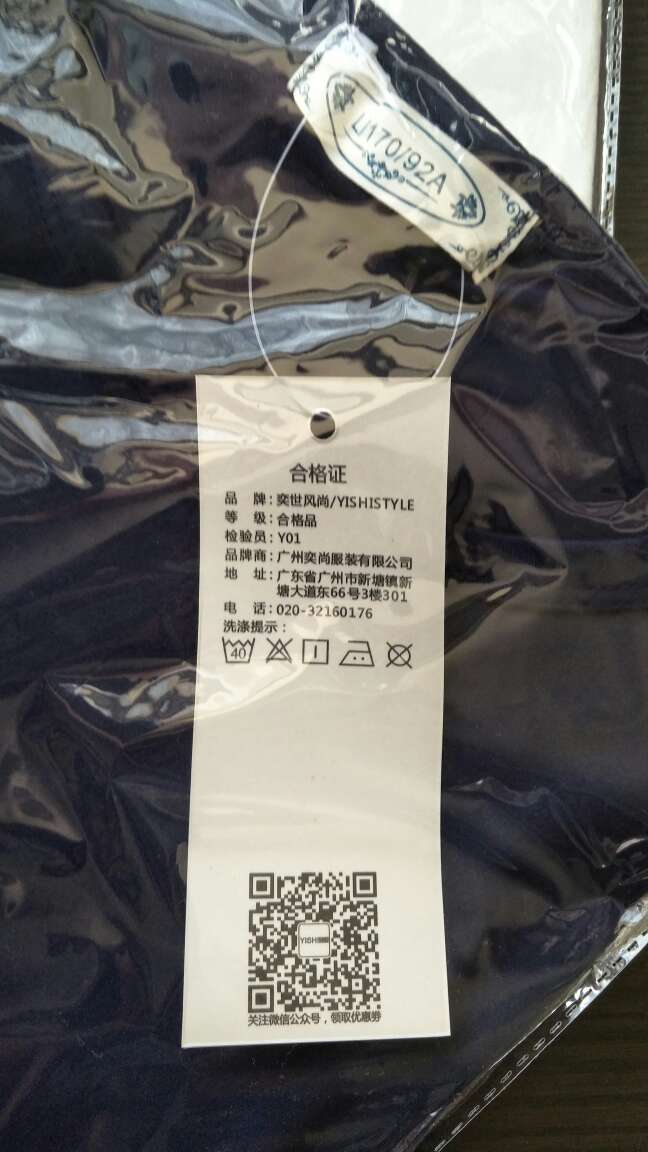 L/170/92A
合格证
品 牌：奕世风尚/YISHISTYLE
等 级：合格品
检验员：Y01
品牌商：广州奕尚服装有限公司
地 址：广东省广州市新塘镇新
塘大道东66号3楼301
电 话：020-32160176
洗涤提示：
40
YISHI
关注微信公众号，领取优惠券